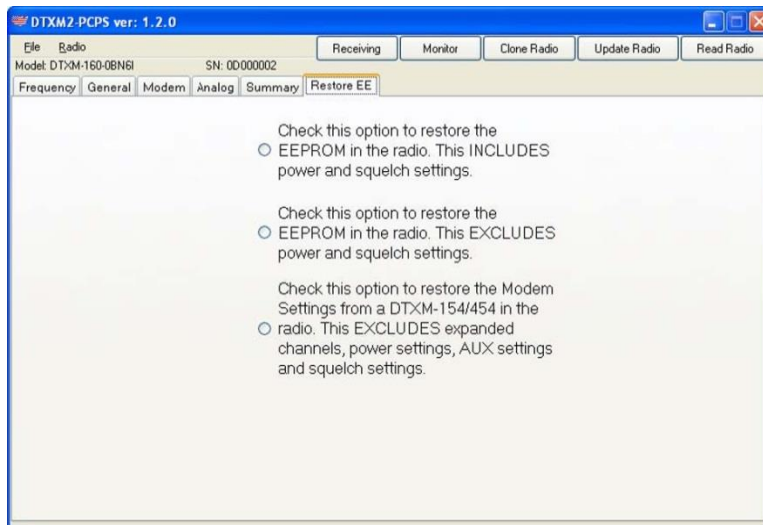 DTXM2-PCPS ver: 1.2.0
File Radio Receiving Monitor Clone Radio Update Radio Read Radio
Model: DTXM-160-0BN6I SN: 0D000002
Frequency General Modem Analog Summary Restore EE
Check this option to restore the
EEPROM in the radio. This INCLUDES
power and squelch settings.
Check this option to restore the
EEPROM in the radio. This EXCLUDES
power and squelch settings.
Check this option to restore the Modem
Settings from a DTXM-154/454 in the
radio. This EXCLUDES expanded
channels, power settings, AUX settings
and squelch settings.